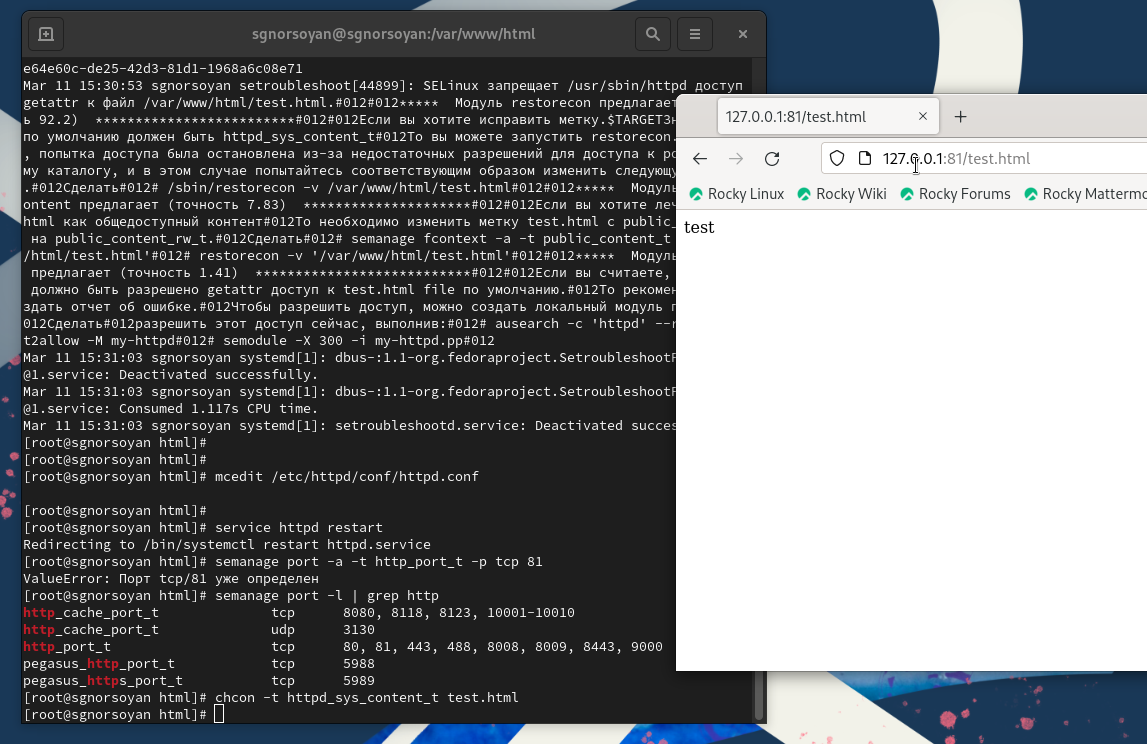 sgnorsoyan@sgnorsoyan:/var/www/html
e64e60c-de25-42d3-81d1-1968a6c08e71
Mar 11 15:30:53 sgnorsoyan setroubleshoot[44899]: SELinux запрещает /usr/sbin/httpd доступ
getattr к файл /var/www/html/test.html.#012#012***** Модуль restorecon предлагает
ь 92.2) *************************#012#012Если вы хотите исправить метку.$TARGETЗн
по умолчанию должен быть httpd_sys_content_t#012То вы можете запустить restorecon.
, попытка доступа была остановлена из-за недостаточных разрешений для доступа к ро
му каталогу, и в этом случае попытайтесь соответствующим образом изменить следующу
.#012Сделать#012# /sbin/restorecon -v /var/www/html/test.html#012#012***** Модуль
ontent предлагает (точность 7.83) *********************#012#012Если вы хотите леч
html как общедоступный контент#012То необходимо изменить метку test.html с public_
на public_content_rw_t.#012Сделать#012# semanage fcontext -a -t public_content_t
/html/test.html'#012# restorecon -v '/var/www/html/test.html'#012#012***** Модуль
предлагает (точность 1.41) ***************************#012#012Если вы считаете,
должно быть разрешено getattr доступ к test.html file по умолчанию.#012То рекомен
здать отчет об ошибке.#012Чтобы разрешить доступ, можно создать локальный модуль п
012Сделать#012разрешить этот доступ сейчас, выполнив:#012# ausearch -c 'httpd' --r
t2allow -M my-httpd#012# semodule -X 300 -i my-httpd.pp#012
Mar 11 15:31:03 sgnorsoyan systemd[1]: dbus-:1.1-org.fedoraproject.SetroubleshootP
@1.service: Deactivated successfully.
Mar 11 15:31:03 sgnorsoyan systemd[1]: dbus-:1.1-org.fedoraproject.SetroubleshootP
@1.service: Consumed 1.117s CPU time.
Mar 11 15:31:03 sgnorsoyan systemd[1]: setroubleshootd.service: Deactivated succes
[root@sgnorsoyan html]#
[root@sgnorsoyan html]#
[root@sgnorsoyan html]# mcedit /etc/httpd/conf/httpd.conf
[root@sgnorsoyan html]#
[root@sgnorsoyan html]# service httpd restart
Redirecting to /bin/systemctl restart httpd.service
[root@sgnorsoyan html]# semanage port -a -t http_port_t -p tcp 81
ValueError: Порт tcp/81 уже определен
[root@sgnorsoyan html]# semanage port -l | grep http
http_cache_port_t tcp 8080, 8118, 8123, 10001-10010
http_cache_port_t udp 3130
http_port_t tcp 80, 81, 443, 488, 8008, 8009, 8443, 9000
pegasus_http_port_t tcp 5988
pegasus_https_port_t tcp 5989
[root@sgnorsoyan html]# chcon -t httpd_sys_content_t test.html
[root@sgnorsoyan html]#
127.0.0.1:81/test.html
127.0.0.1:81/test.html
Rocky Linux Rocky Wiki Rocky Forums Rocky Mattermo
test